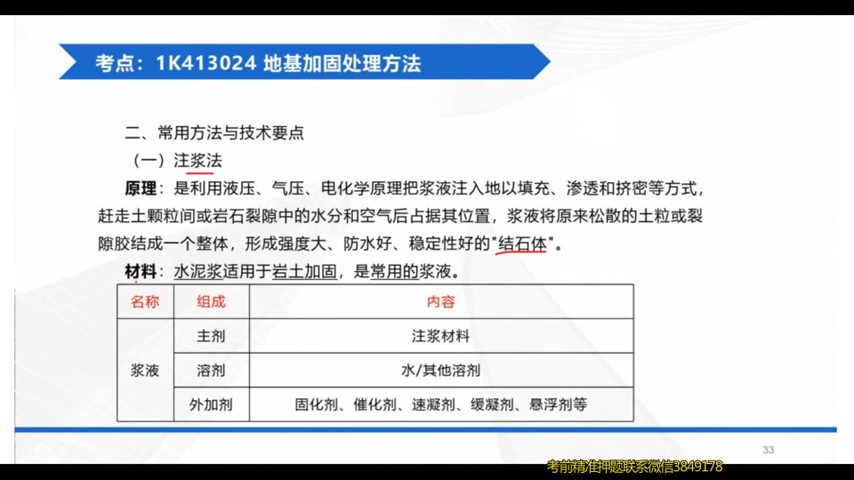 考点：1K413024 地基加固处理方法
二、常用方法与技术要点
（一）注浆法
原理：是利用液压、气压、电化学原理把浆液注入地以填充、渗透和挤密等方式，
赶走土颗粒间或岩石裂隙中的水分和空气后占据其位置，浆液将原来松散的土粒或裂
隙胶结成一个整体，形成强度大、防水好、稳定性好的"结石体"。
材料：水泥浆适用于岩土加固，是常用的浆液。
名称 组成 内容
浆液
主剂 注浆材料
溶剂 水/其他溶剂
外加剂 固化剂、催化剂、速凝剂、缓凝剂、悬浮剂等
33
考前精准押题联系微信3849178